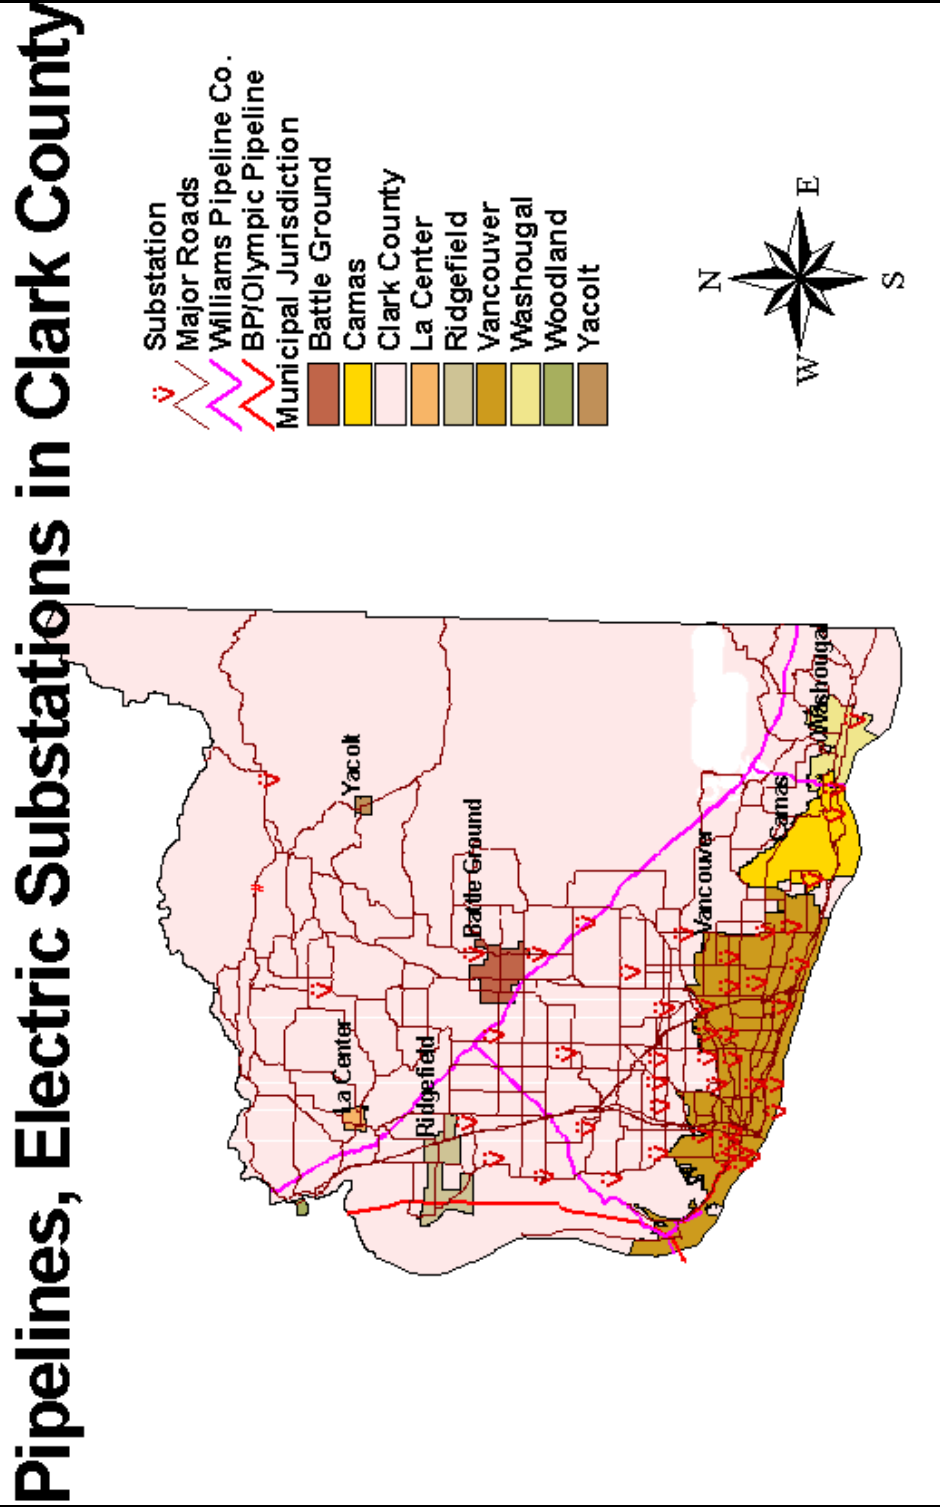 Pipelines, Electric Substations in Clark County
Substation
Major Roads
Williams Pipeline Co.
BP/Olympic Pipeline
Municipal Jurisdiction
Battle Ground
Camas
Clark County
La Center
Ridgefield
Vancouver
Washougal
Woodland
Yacolt
N
W
E
S
Yacolt
La Center
Ridgefield
Battle Ground
Vancouver
Camas
Washougal